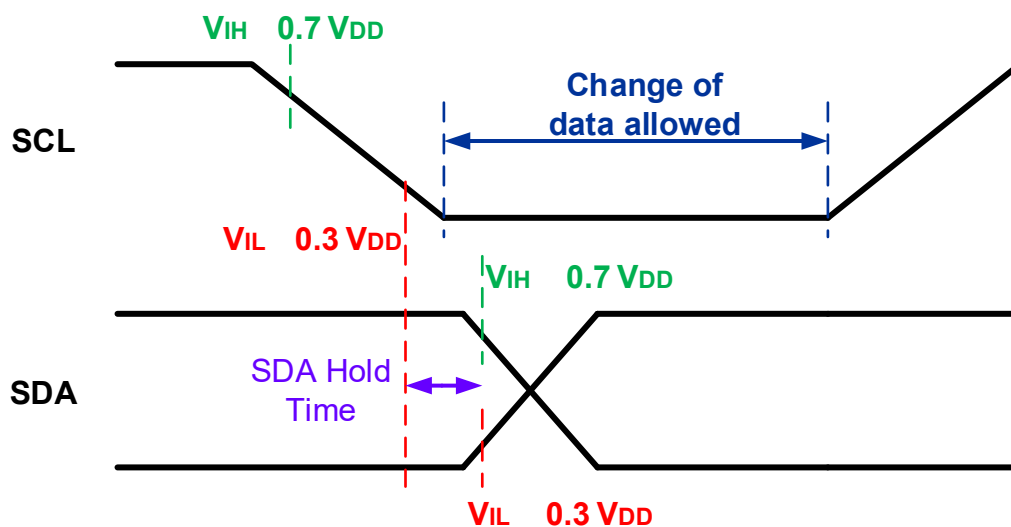 VIH 0.7 VDD
Change of
data allowed
SCL
VIL 0.3 VDD
VIH 0.7 VDD
SDA Hold
Time
SDA
VIL 0.3 VDD